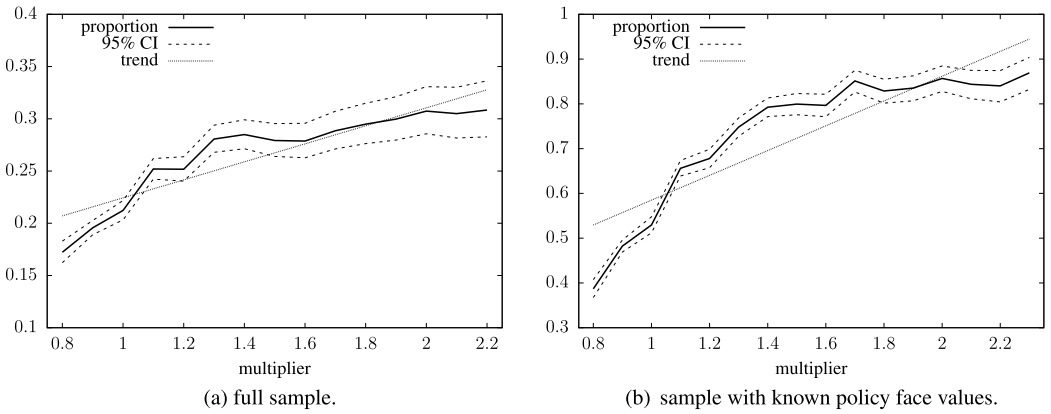 0.4
0.35
0.3
0.25
0.2
0.15
0.1
proportion
95% CI
trend
0.8 1 1.2 1.4 1.6 1.8 2 2.2
multiplier
(a) full sample.
1
0.9
0.8
0.7
0.6
0.5
0.4
0.3
proportion
95% CI
trend
0.8 1 1.2 1.4 1.6 1.8 2 2.2
multiplier
(b) sample with known policy face values.